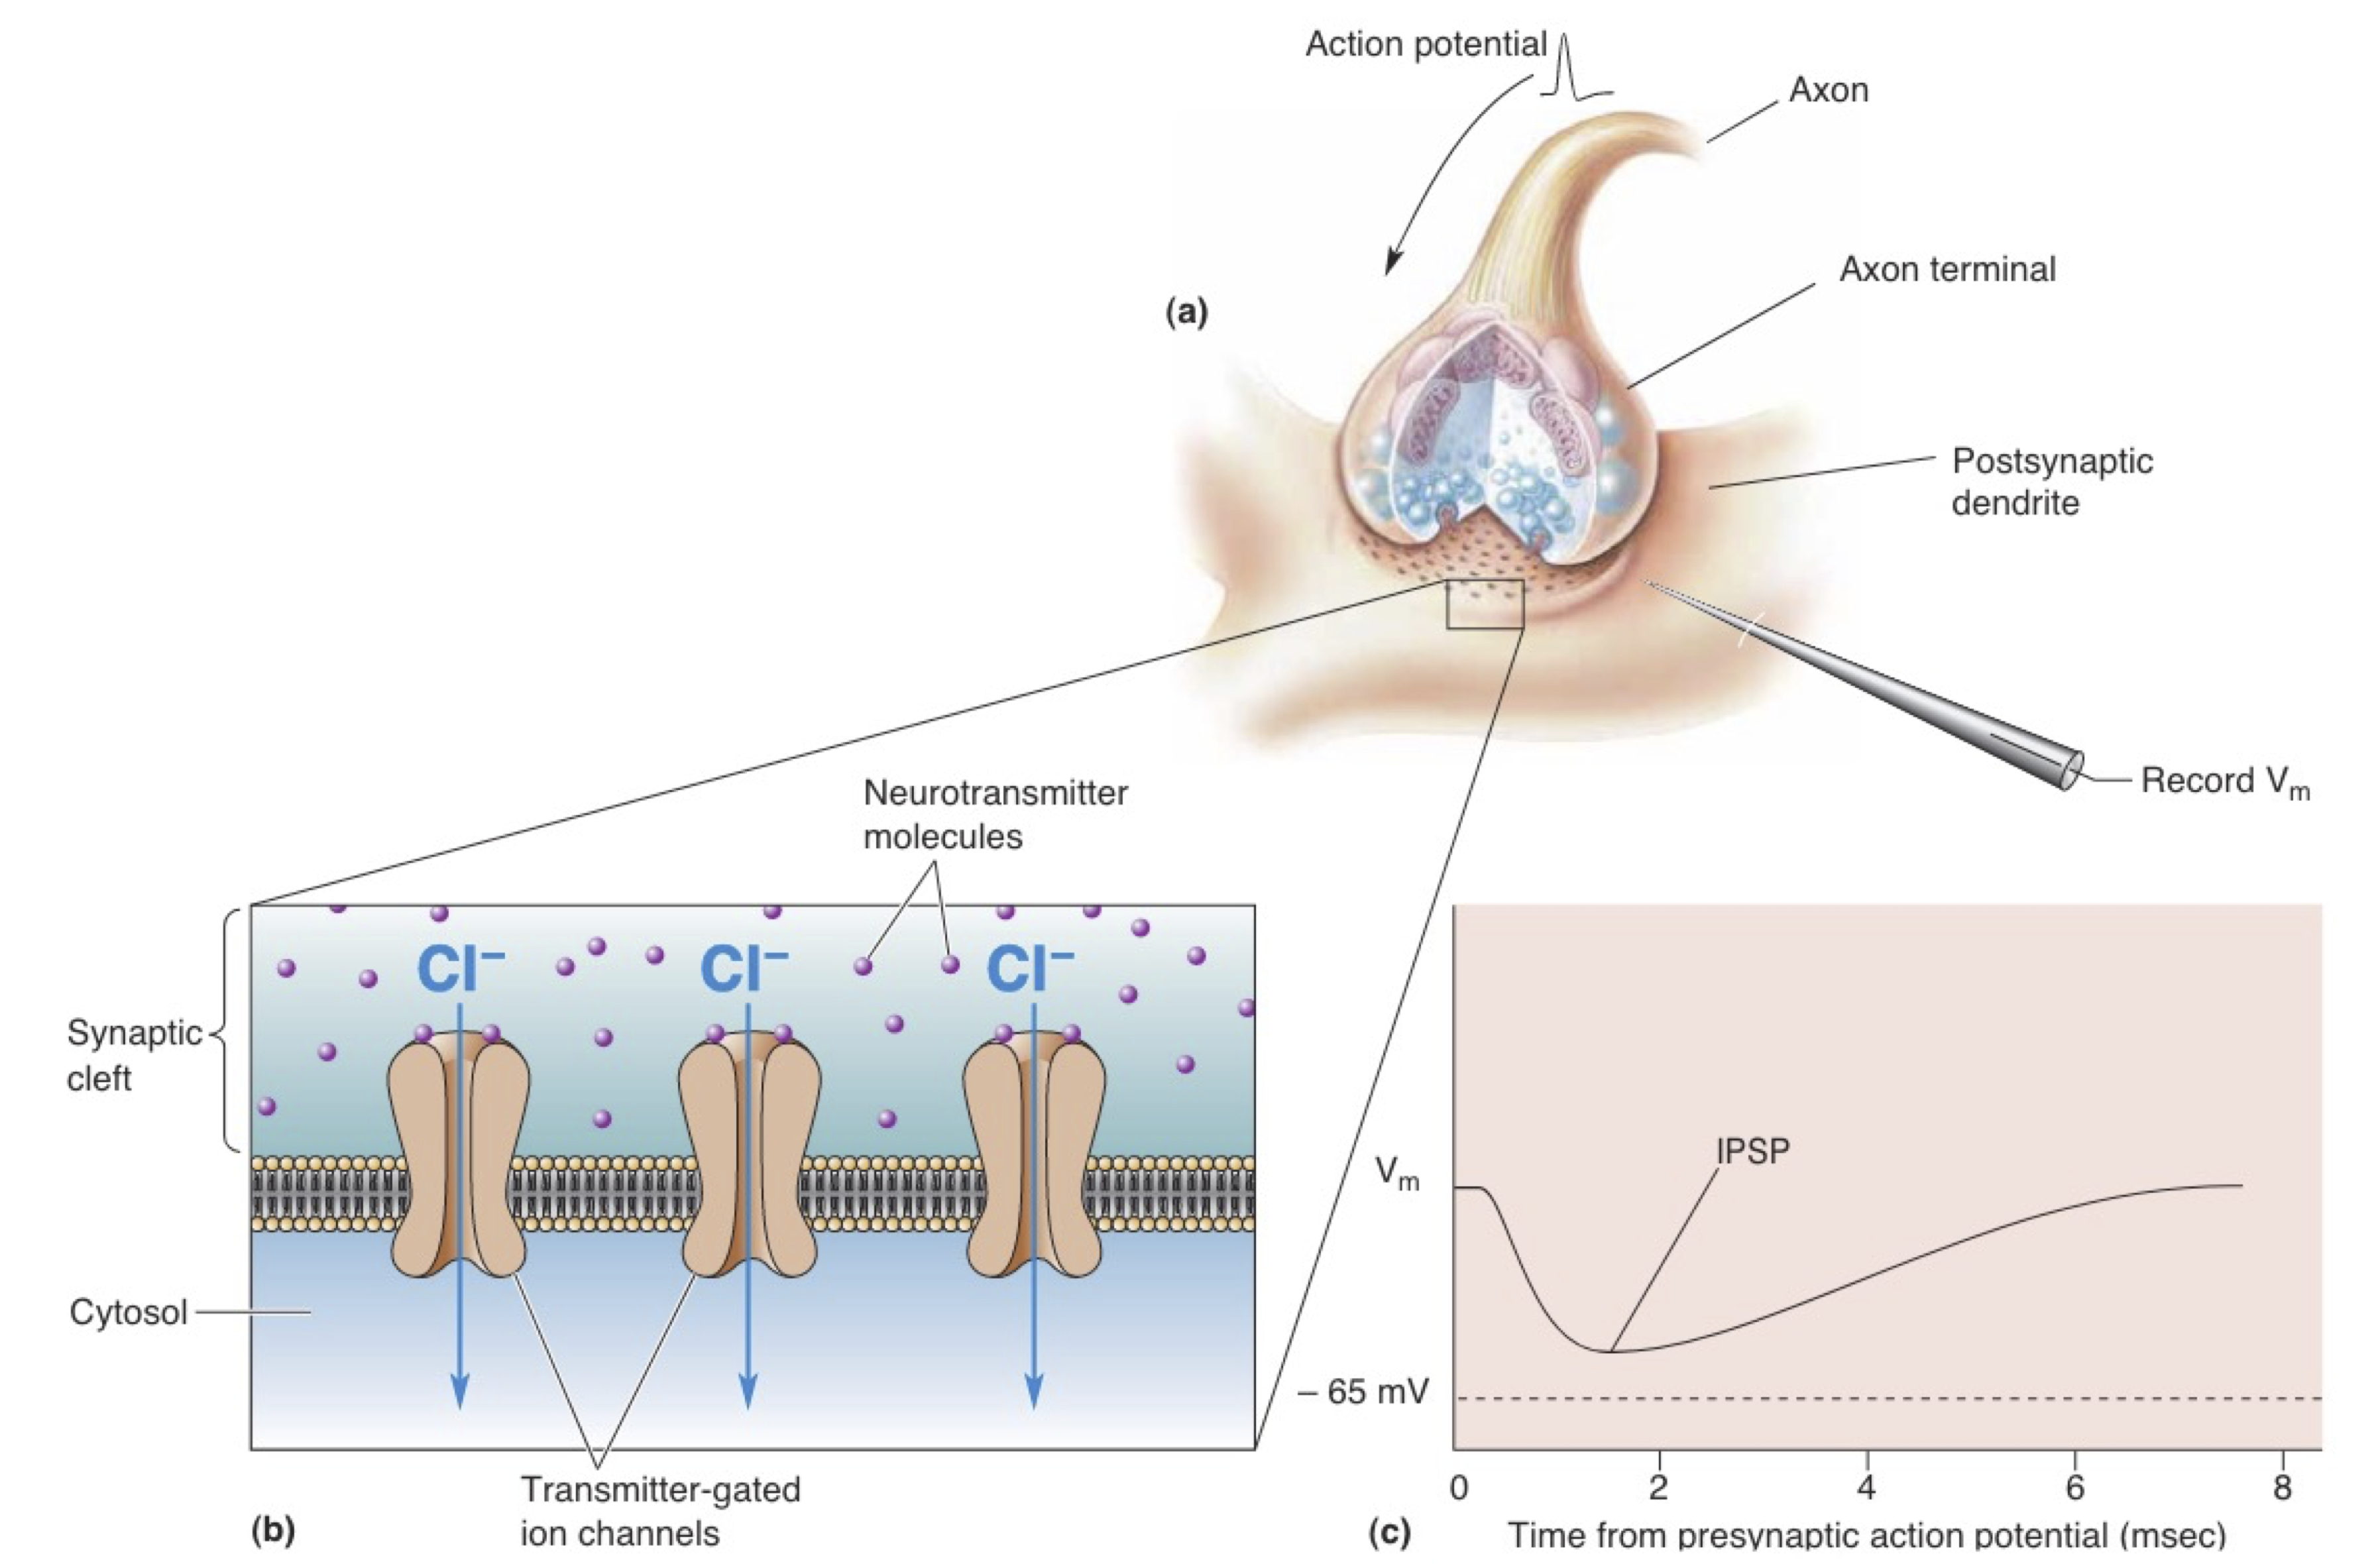 Action potential
Axon
Axon terminal
(a)
Postsynaptic
dendrite
Record Vm
Neurotransmitter
molecules
Cl−
Cl−
Cl−
Synaptic
cleft
Cytosol
Transmitter-gated
ion channels
(b)
IPSP
Vm
– 65 mV
0 2 4 6 8
(c)
Time from presynaptic action potential (msec)